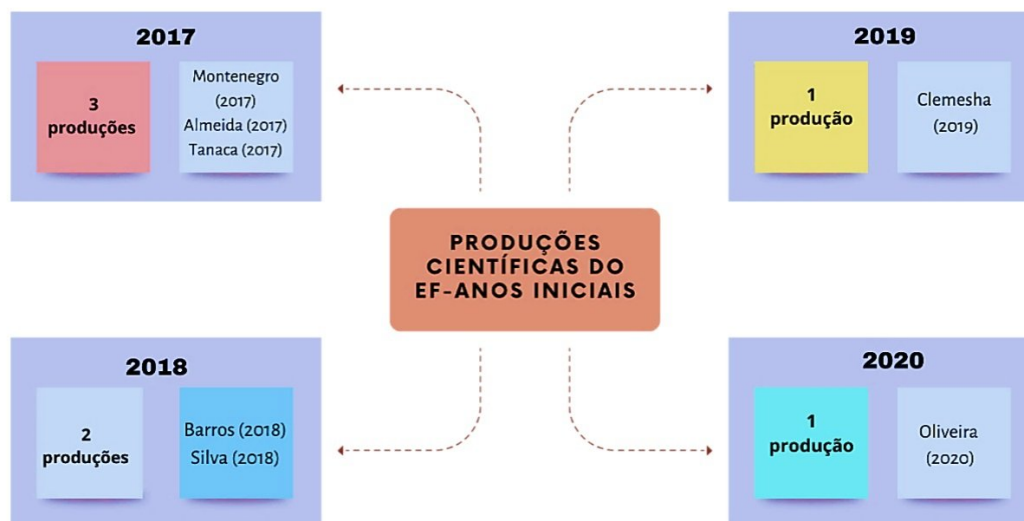 2017
3
produções
Montenegro
(2017)
Almeida (2017)
Tanaca (2017)
2019
1
produção
Clemesha
(2019)
PRODUÇÕES
CIENTÍFICAS DO
EF-ANOS INICIAIS
2018
2
produções
Barros (2018)
Silva (2018)
2020
1
produção
Oliveira
(2020)